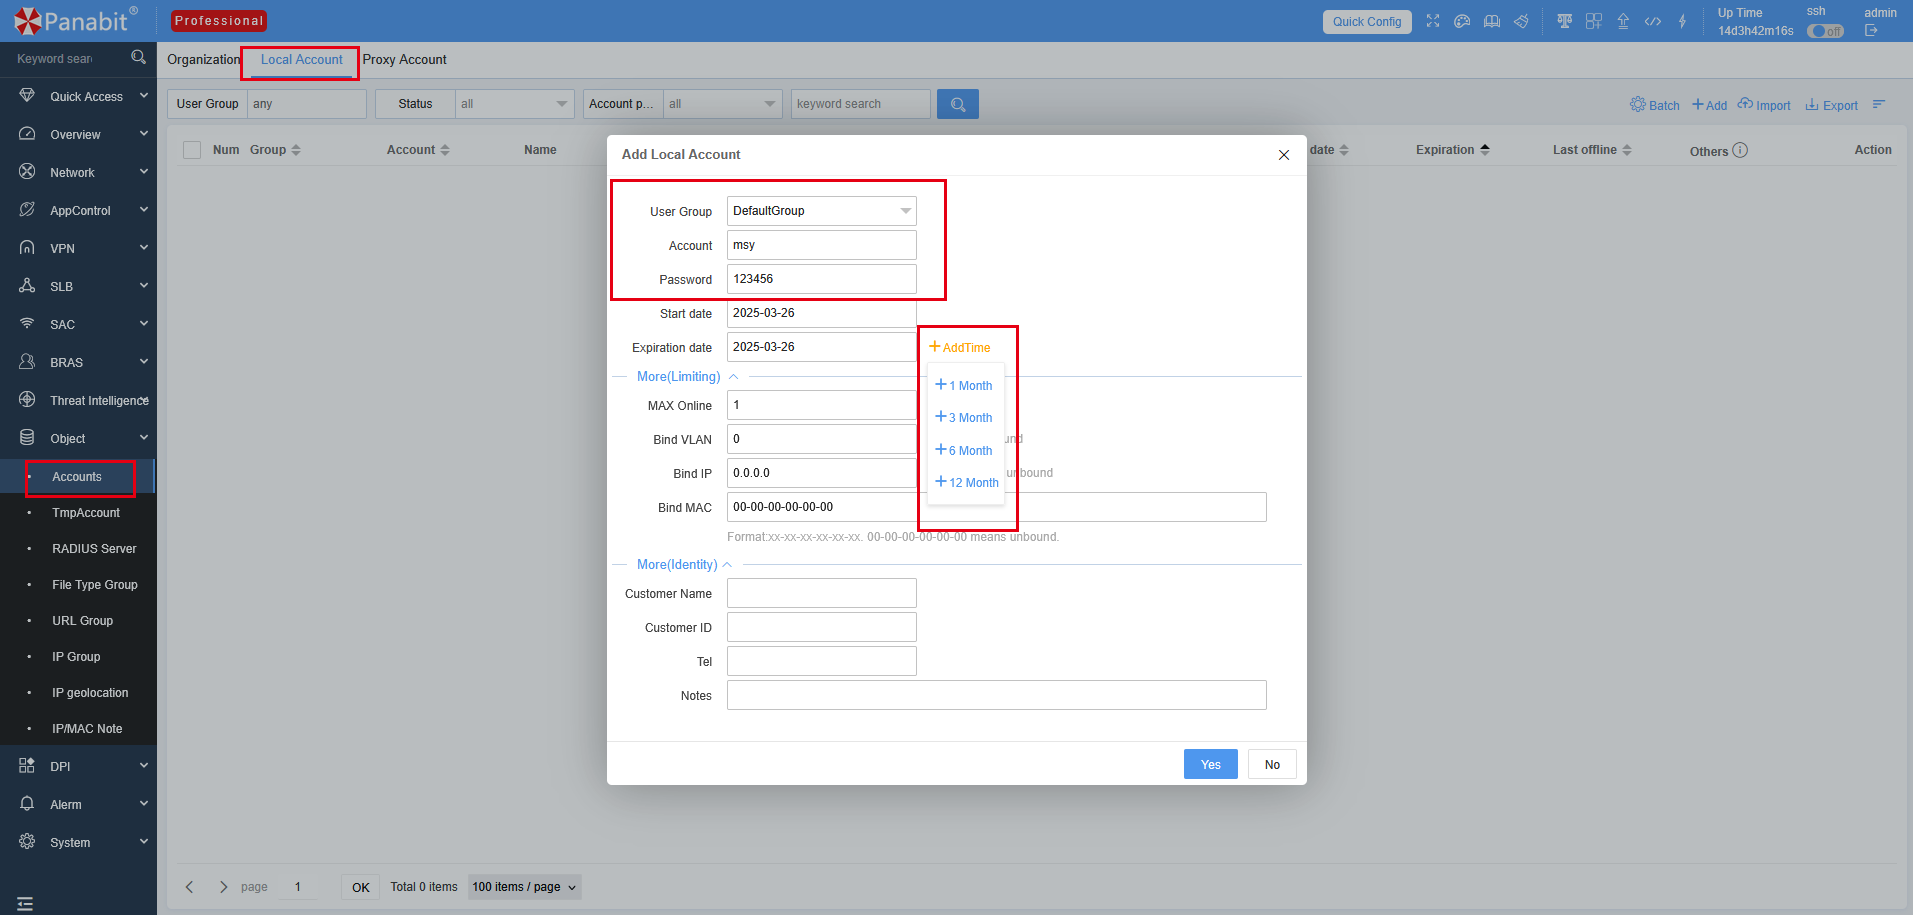 Panabit® Professional Quick Config Up Time ssh admin
14d3h42m16s off
Keyword sear Organization Local Account Proxy Account
Quick Access
Overview
Network
AppControl
VPN
SLB
SAC
BRAS
Threat Intelligence
Object
Accounts
TmpAccount
RADIUS Server
File Type Group
URL Group
IP Group
IP geolocation
IP/MAC Note
DPI
Alerm
System
User Group any Status all Account p... all keyword search Batch Add Import Export
Num Group Account Name date Expiration Last offline Others Action
Add Local Account
User Group DefaultGroup
Account msy
Password 123456
Start date 2025-03-26
Expiration date 2025-03-26 AddTime
1 Month
3 Month
6 Month
12 Month
More(Limiting)
MAX Online 1
Bind VLAN 0
Bind IP 0.0.0.0 unbound
Bind MAC 00-00-00-00-00-00
Format:xx-xx-xx-xx-xx-xx. 00-00-00-00-00-00 means unbound.
More(Identity)
Customer Name
Customer ID
Tel
Notes
Yes No
page 1 OK Total 0 items 100 items / page